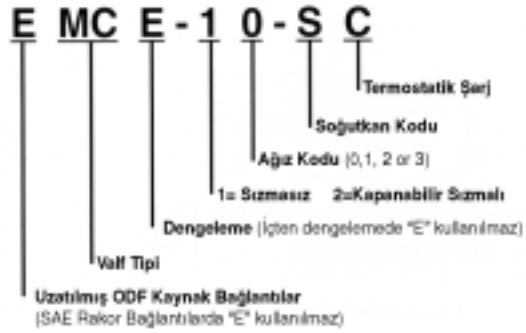 E MC E - 1 0 - S C
Termostatik Şarj
Soğutkan Kodu
Ağız Kodu (0,1, 2 or 3)
1= Sızmasız 2=Kapanabilir Sızmalı
Dengeleme (İçten dengelemede "E" kullanılmaz)
Valf Tipi
Uzatılmış ODF Kaynak Bağlantılar
(SAE Rakor Bağlantılarda "E" kullanılmaz)